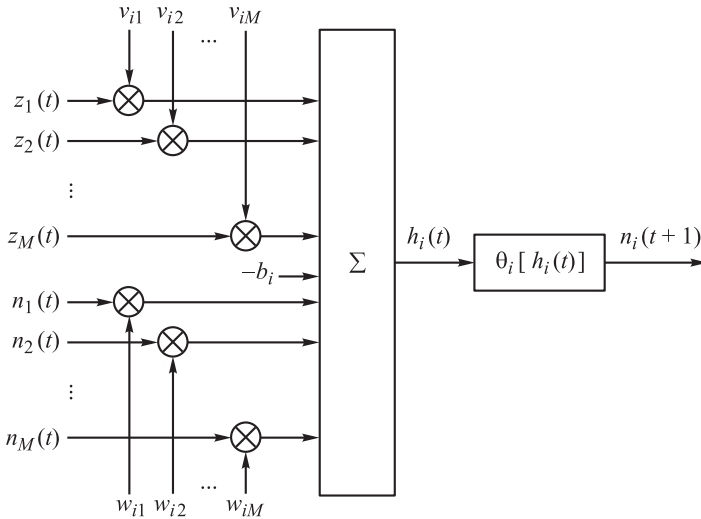 v_{i1} v_{i2} ... v_{iM}
z_1(t)
z_2(t)
⋮
z_M(t)
−b_i
n_1(t)
n_2(t)
⋮
n_M(t)
w_{i1} w_{i2} ... w_{iM}
Σ
h_i(t)
θ_i[h_i(t)]
n_i(t+1)